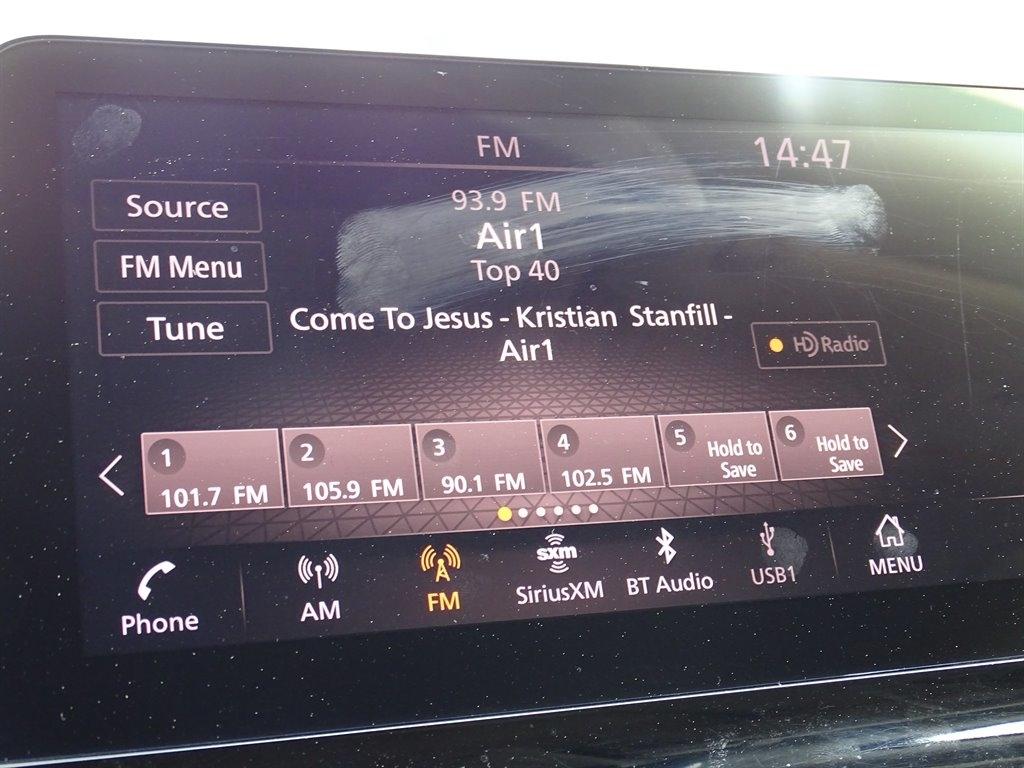 FM
14:47
Source
93.9 FM
Air1
FM Menu
Top 40
Tune
Come To Jesus - Kristian Stanfill -
Air1
HD Radio
1
101.7 FM
2
105.9 FM
3
90.1 FM
4
102.5 FM
5
Hold to
Save
6
Hold to
Save
Phone
AM
FM
sxm
SiriusXM
BT Audio
USB1
MENU